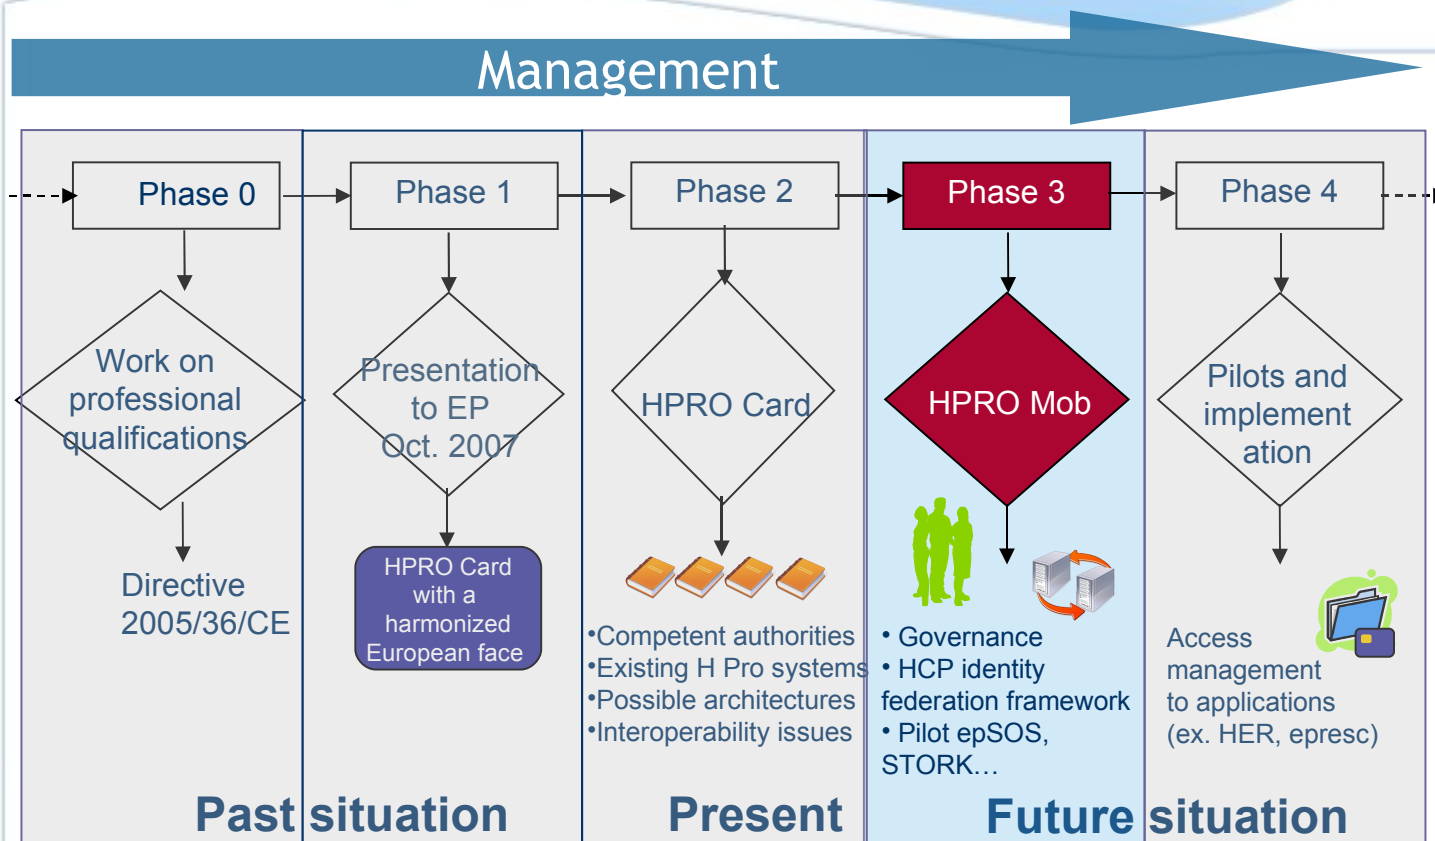 Management
Phase 0
Phase 1
Phase 2
Phase 3
Phase 4
Work on
professional
qualifications
Presentation
to EP
Oct. 2007
HPRO Card
HPRO Mob
Pilots and
implement
ation
Directive
2005/36/CE
HPRO Card
with a
harmonized
European face
•Competent authorities
•Existing H Pro systems
•Possible architectures
•Interoperability issues
• Governance
• HCP identity
federation framework
• Pilot epSOS,
STORK…
Access
management
to applications
(ex. HER, epresc)
Past situation
Present
Future situation